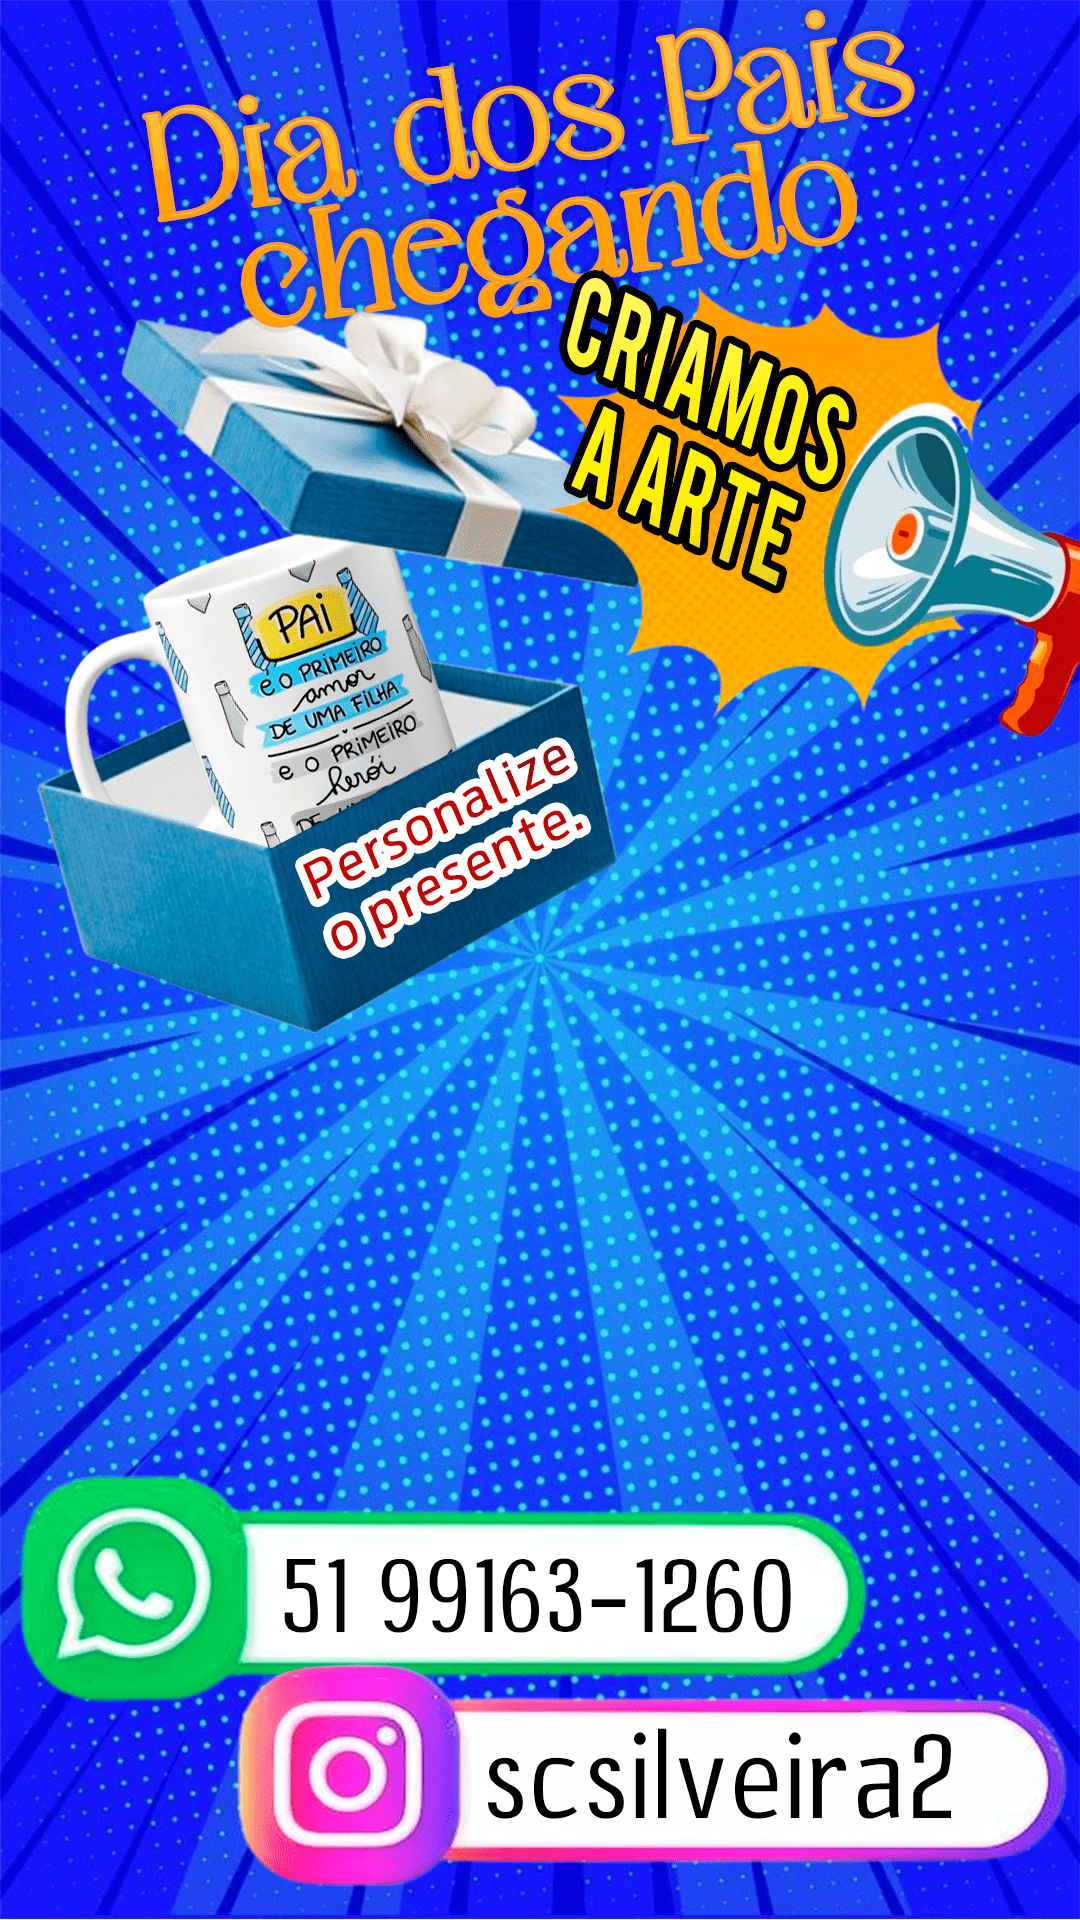 Dia dos Pais
chegando
CRIAMOS
A ARTE
PAi
é O PRiMEiRO
amor
DE UMA FiLHA
e O PRiMEiRO
herói
DE
Personalize
o presente.
51 99163-1260
scsilveira2